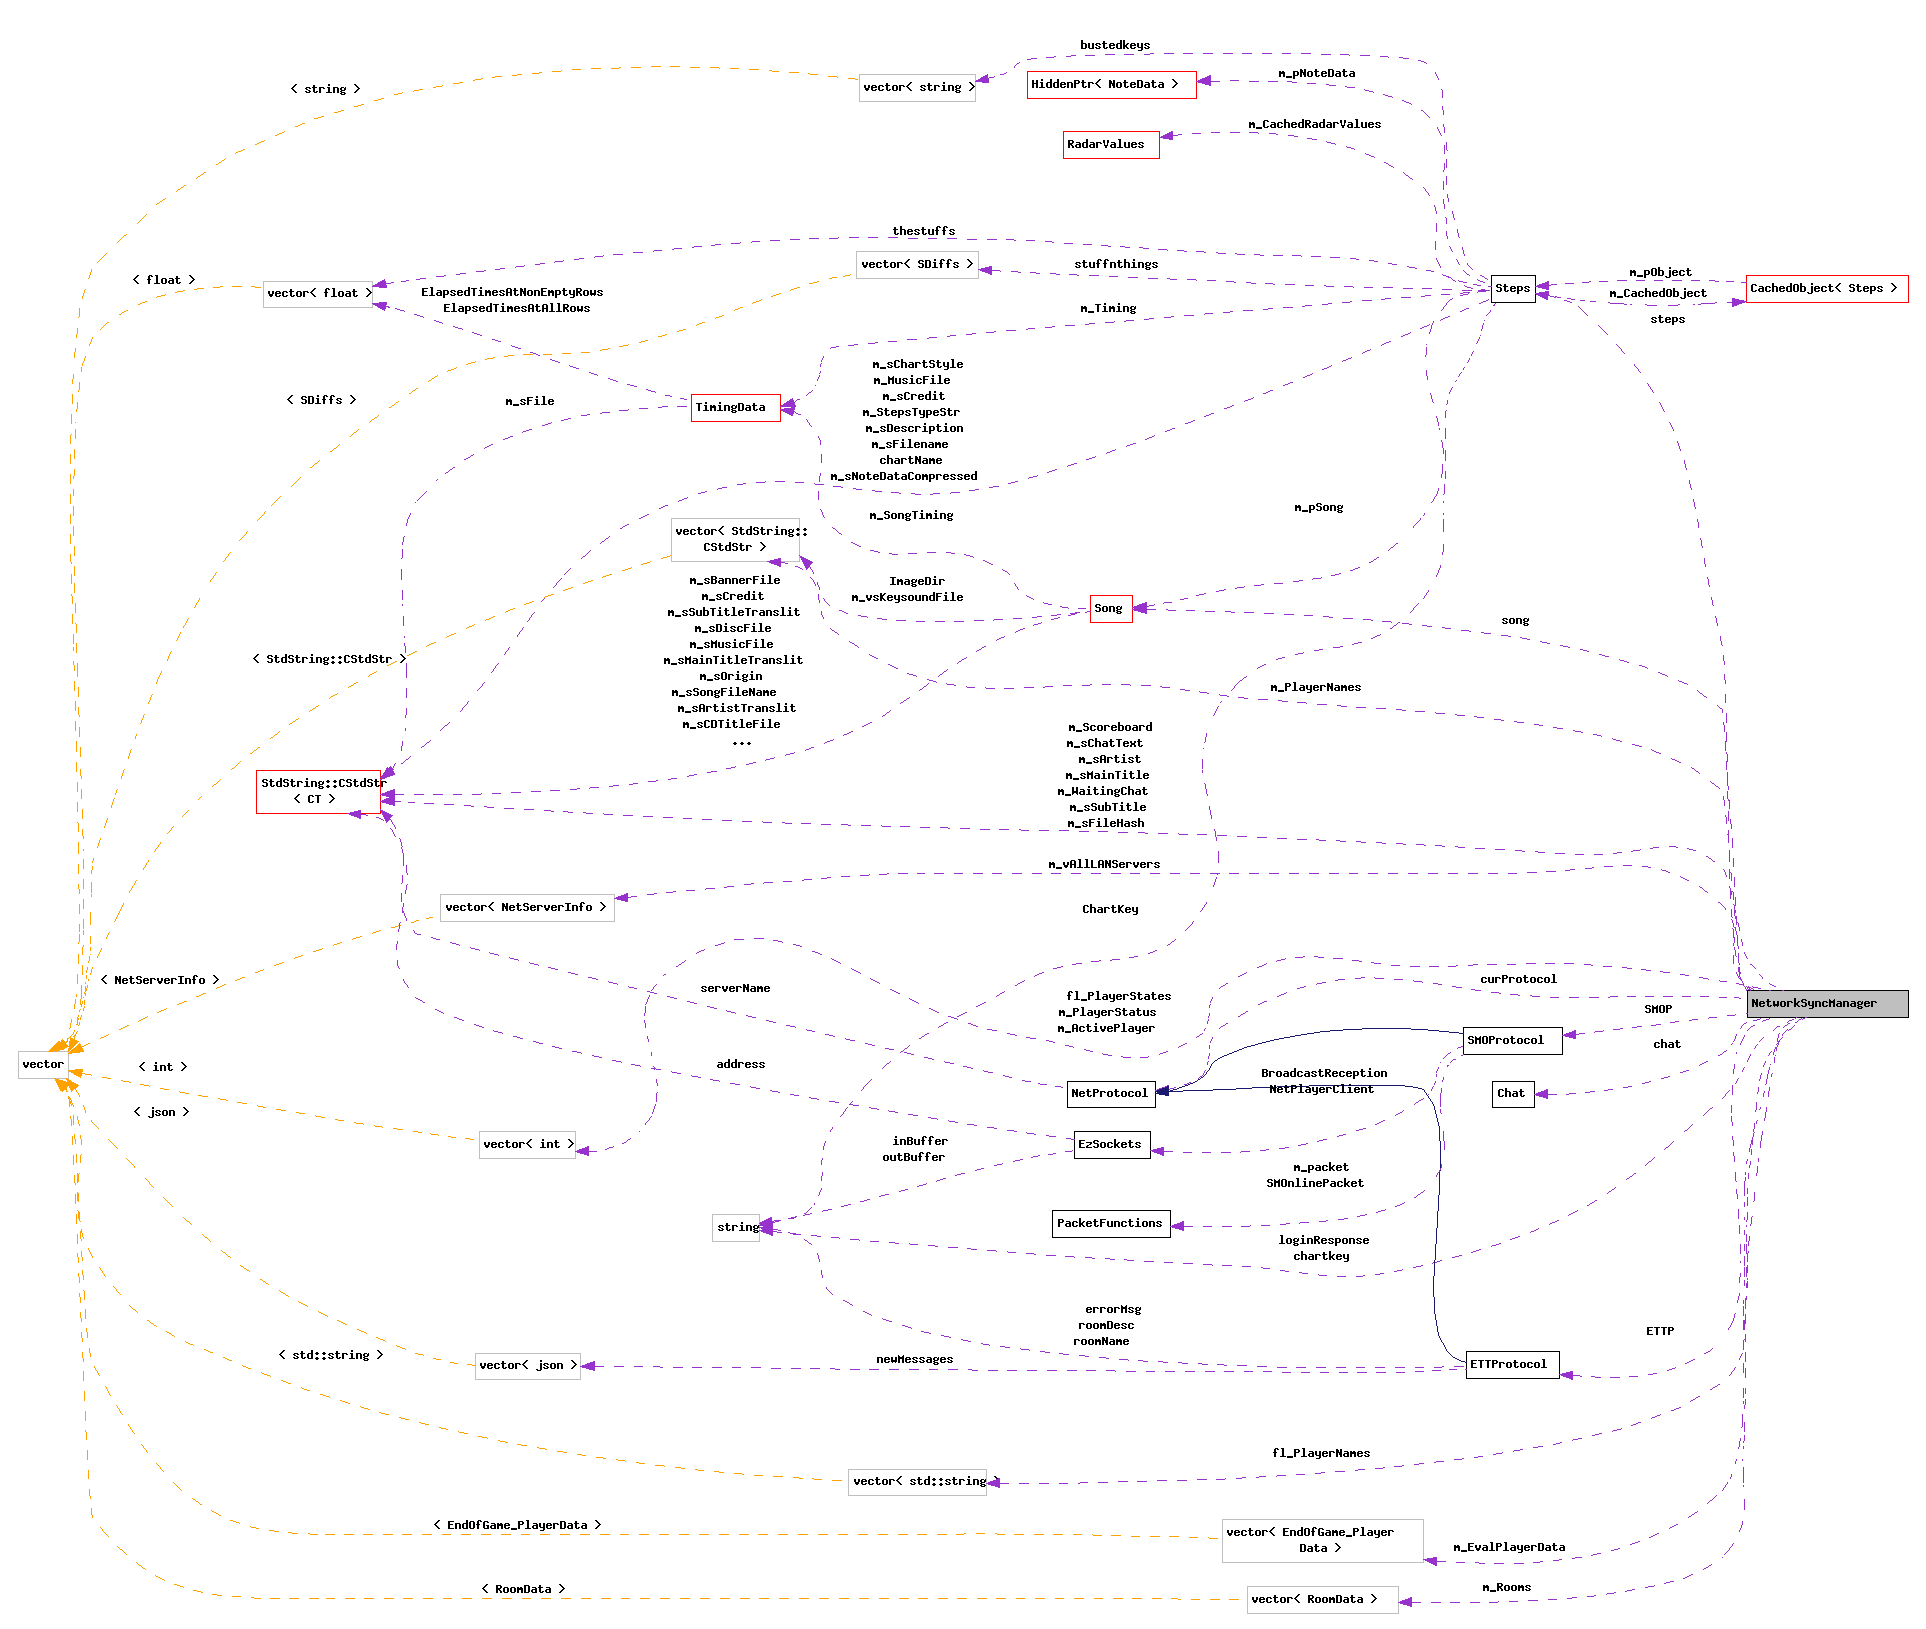 bustedkeys
m_pNoteData
< string >
vector< string >
HiddenPtr< NoteData >
m_CachedRadarValues
RadarValues
thestuffs
vector< SDiffs >
stuffnthings
m_pObject
< float >
vector< float >
ElapsedTimesAtNonEmptyRows
ElapsedTimesAtAllRows
Steps
m_CachedObject
steps
CachedObject< Steps >
m_Timing
m_sChartStyle
m_MusicFile
m_sCredit
m_StepsTypeStr
m_sDescription
m_sFilename
chartName
m_sNoteDataCompressed
< SDiffs >
m_sFile
TimingData
m_SongTiming
m_pSong
vector< StdString::
CStdStr >
ImageDir
m_vsKeysoundFile
m_sBannerFile
m_sCredit
m_sSubTitleTranslit
m_sDiscFile
m_sMusicFile
m_sMainTitleTranslit
m_sOrigin
m_sSongFileName
m_sArtistTranslit
m_sCDTitleFile
...
Song
song
< StdString::CStdStr >
m_PlayerNames
m_Scoreboard
m_sChatText
m_sArtist
m_sMainTitle
m_WaitingChat
m_sSubTitle
m_sFileHash
StdString::CStdStr
< CT >
m_vAllLANServers
vector< NetServerInfo >
ChartKey
< NetServerInfo >
serverName
fl_PlayerStates
m_PlayerStatus
m_ActivePlayer
curProtocol
NetworkSyncManager
SMOP
SMOProtocol
chat
vector
< int >
address
NetProtocol
BroadcastReception
NetPlayerClient
Chat
< json >
vector< int >
inBuffer
outBuffer
EzSockets
m_packet
SMOnlinePacket
string
PacketFunctions
loginResponse
chartkey
errorMsg
roomDesc
roomName
ETTP
< std::string >
vector< json >
newMessages
ETTProtocol
fl_PlayerNames
vector< std::string >
< EndOfGame_PlayerData >
vector< EndOfGame_Player
Data >
m_EvalPlayerData
< RoomData >
vector< RoomData >
m_Rooms